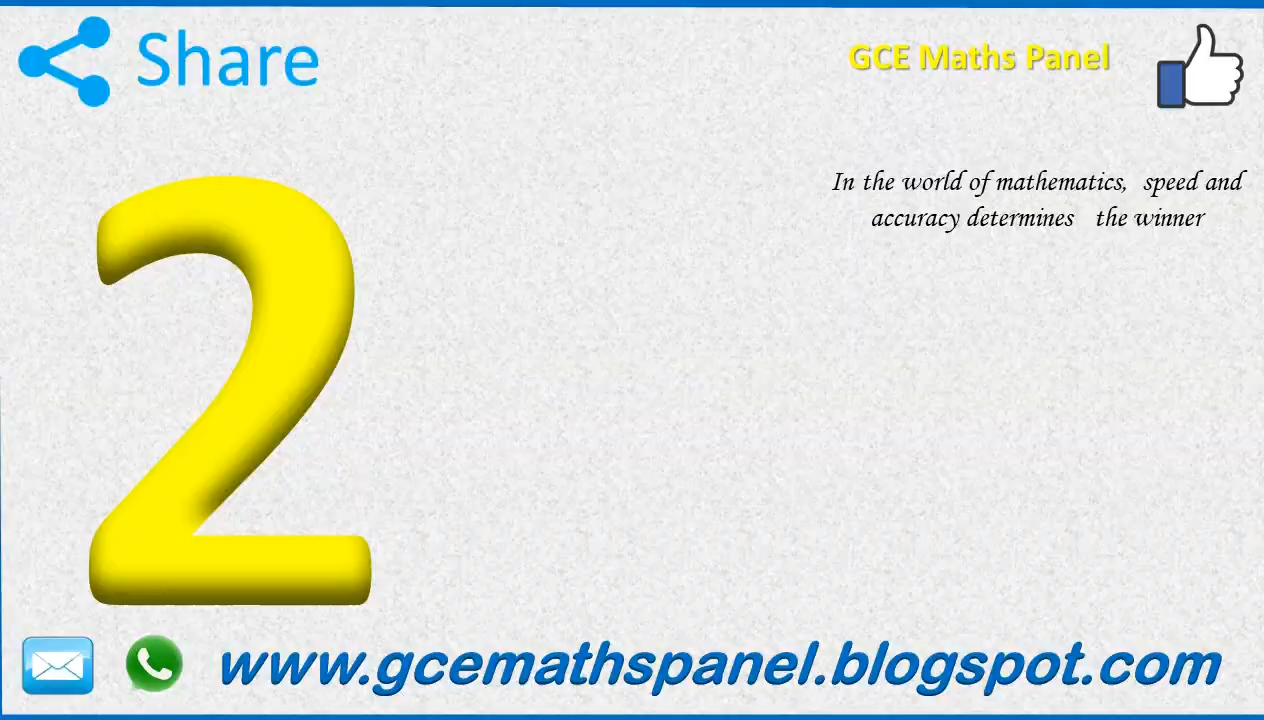 Share
GCE Maths Panel
In the world of mathematics, speed and
accuracy determines the winner
2
www.gcemathspanel.blogspot.com